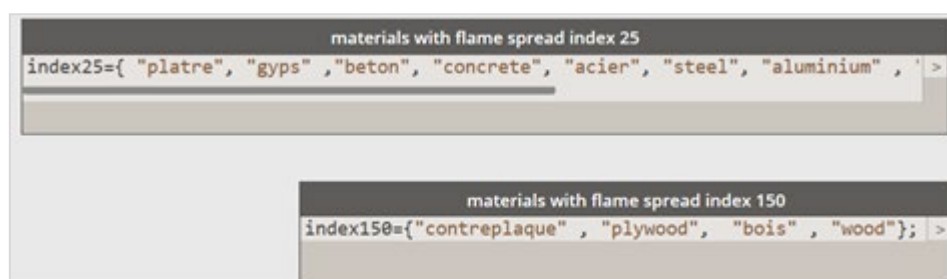 materials with flame spread index 25
index25={ "platre", "gyps" ,"beton", "concrete", "acier", "steel", "aluminium" , "
>
materials with flame spread index 150
index150={"contreplaque" , "plywood", "bois" , "wood"}; >